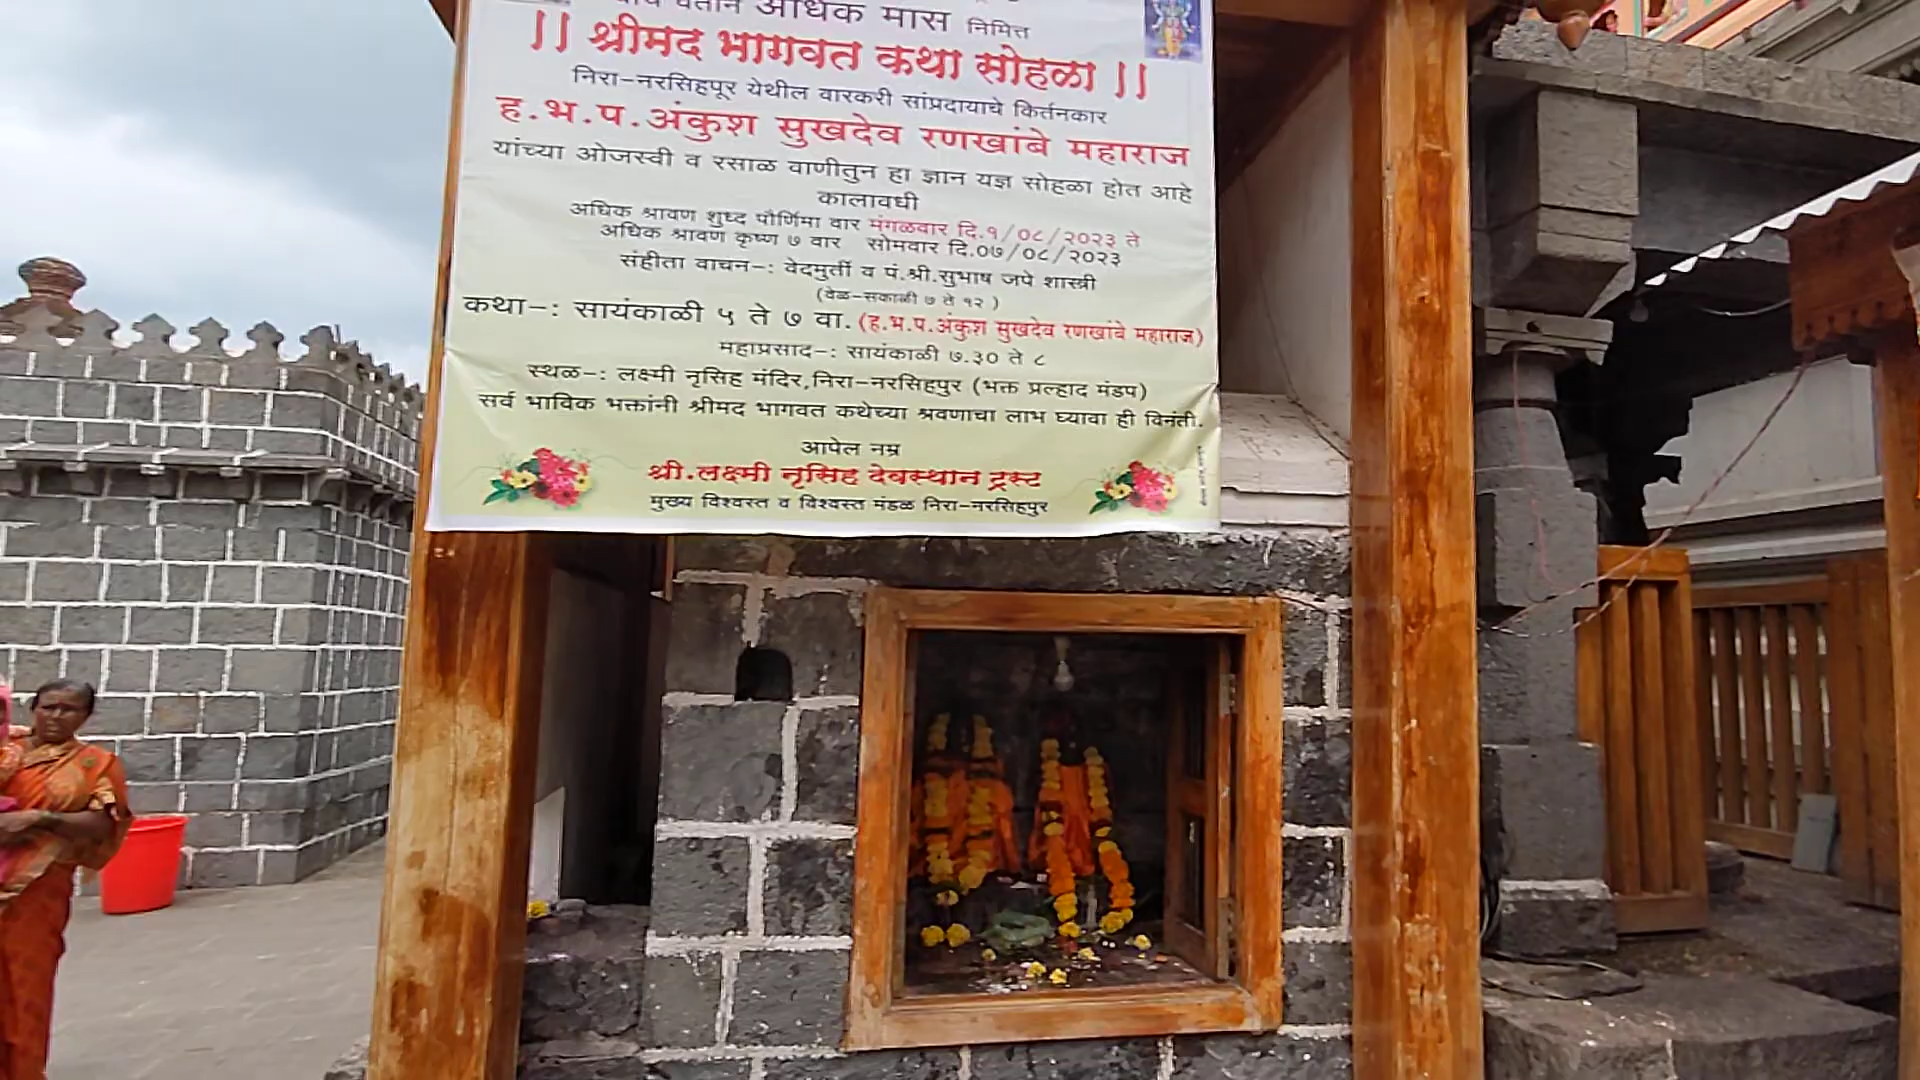 अधिक मास निमित्त
|| श्रीमद भागवत कथा सोहळा ||
निरा-नरसिहपूर येथील वारकरी सांप्रदायाचे किर्तनकार
ह.भ.प.अंकुश सुखदेव रणखांबे महाराज
यांच्या ओजस्वी व रसाळ वाणीतुन हा ज्ञान यज्ञ सोहळा होत आहे
कालावधी
अधिक श्रावण शुध्द पौर्णिमा वार मंगळवार दि.१/०८/२०२३ ते
अधिक श्रावण कृष्ण ७ वार सोमवार दि.०७/०८/२०२३
संहीता वाचन-: वेदमुर्ती व पं.श्री.सुभाष जपे शास्त्री
(वेळ-सकाळी ७ ते १२ )
कथा-: सायंकाळी ५ ते ७ वा. (ह.भ.प.अंकुश सुखदेव रणखांबे महाराज)
महाप्रसाद-: सायंकाळी ७.३० ते ८
स्थळ-: लक्ष्मी नृसिह मंदिर,निरा-नरसिहपुर (भक्त प्रल्हाद मंडप)
सर्व भाविक भक्तांनी श्रीमद भागवत कथेच्या श्रवणाचा लाभ घ्यावा ही विनंती.
आपेल नम्र
श्री.लक्ष्मी नृसिह देवस्थान ट्रस्ट
मुख्य विश्वस्त व विश्वस्त मंडळ निरा-नरसिहपुर